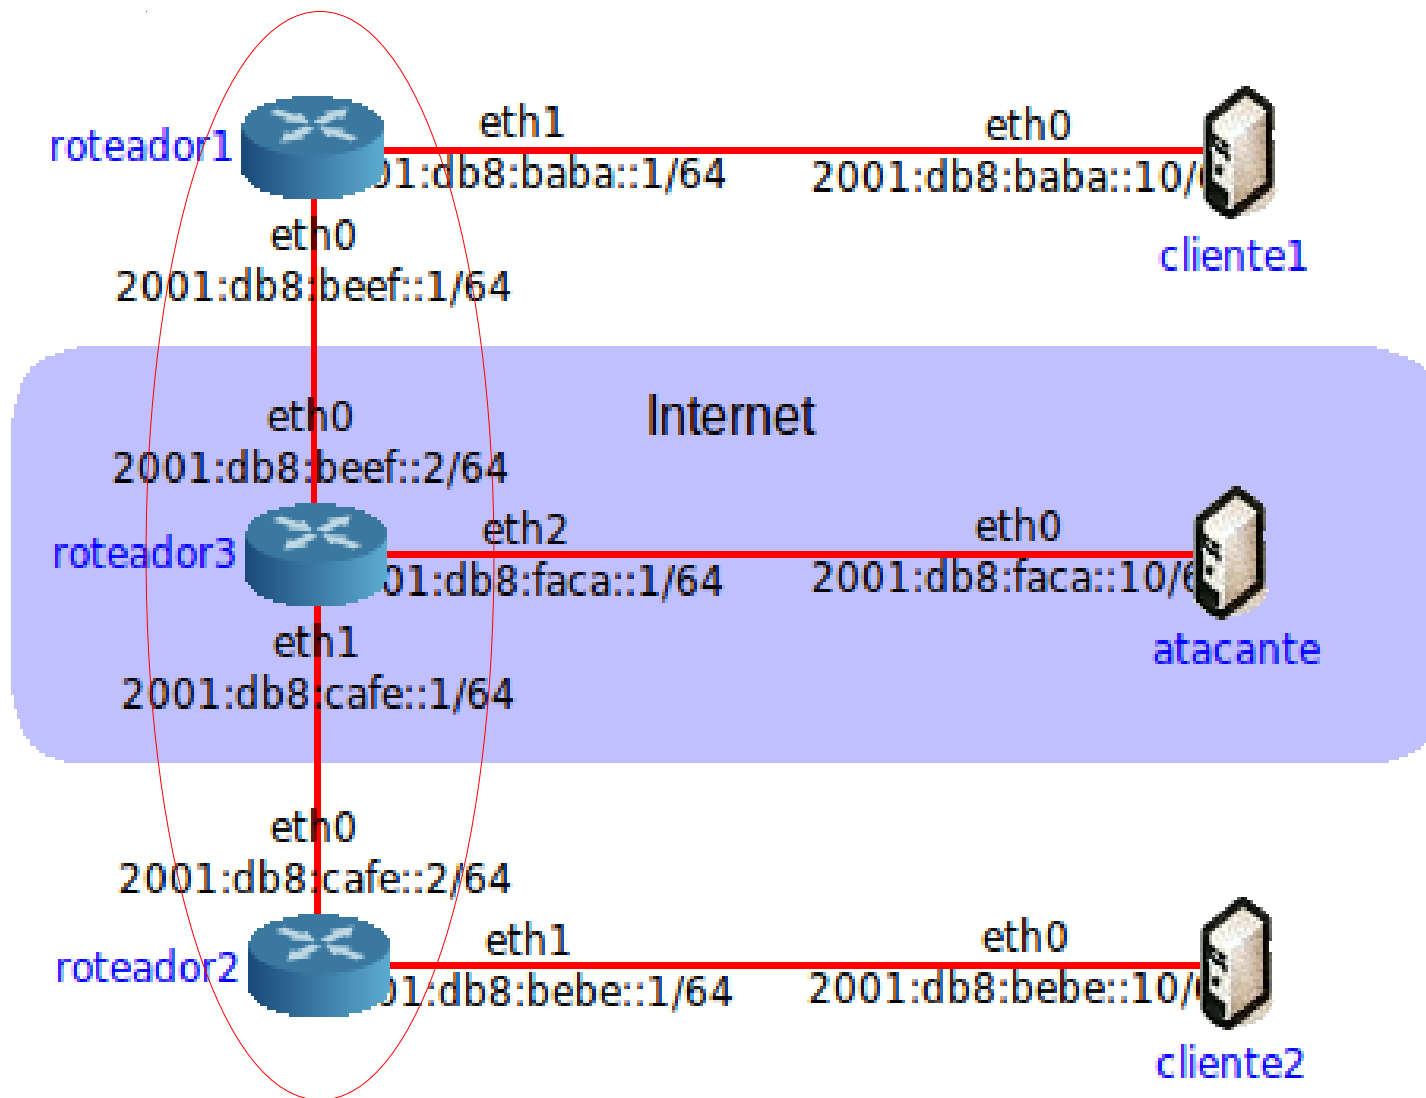 eth1
eth0
roteador1
01:db8:baba::1/64
2001:db8:baba::10/
eth0
cliente1
2001:db8:beef::1/64
eth0
Internet
2001:db8:beef::2/64
eth2
eth0
roteador3
01:db8:faca::1/64
2001:db8:faca::10/6
eth1
atacante
2001:db8:cafe::1/64
eth0
2001:db8:cafe::2/64
eth1
eth0
roteador2
01:db8:bebe::1/64
2001:db8:bebe::10/
cliente2